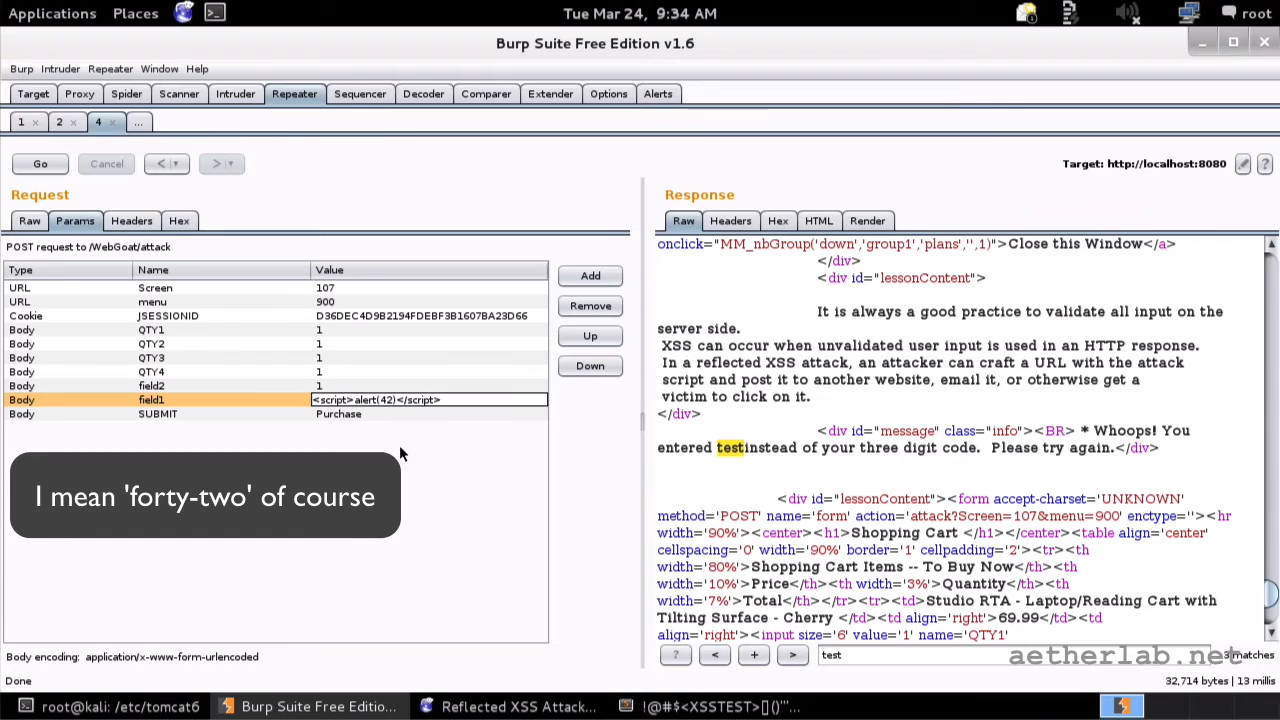 Applications Places Tue Mar 24, 9:34 AM root
Burp Suite Free Edition v1.6
Burp Intruder Repeater Window Help
Target Proxy Spider Scanner Intruder Repeater Sequencer Decoder Comparer Extender Options Alerts
1 × 2 × 4 × ...
Go Cancel < > Target: http://localhost:8080 ?
Request
Raw Params Headers Hex
POST request to /WebGoat/attack
Type Name Value
URL Screen 107
URL menu 900
Cookie JSESSIONID D36DEC4D9B2194FDEBF3B1607BA23D66
Body QTY1 1
Body QTY2 1
Body QTY3 1
Body QTY4 1
Body field2 1
Body field1 <script>alert(42)</script>
Body SUBMIT Purchase
Add
Remove
Up
Down
I mean 'forty-two' of course
Body encoding: application/x-www-form-urlencoded
Response
Raw Headers Hex HTML Render
onclick="MM_nbGroup('down','group1','plans','',1)">Close this Window</a>
</div>
<div id="lessonContent">
It is always a good practice to validate all input on the
server side.
XSS can occur when unvalidated user input is used in an HTTP response.
In a reflected XSS attack, an attacker can craft a URL with the attack
script and post it to another website, email it, or otherwise get a
victim to click on it.
</div>
<div id="message" class="info"><BR> * Whoops! You
entered testinstead of your three digit code.  Please try again.</div>
<div id="lessonContent"><form accept-charset='UNKNOWN'
method='POST' name='form' action='attack?Screen=107&menu=900' enctype=''><hr
width='90%'><center><h1>Shopping Cart </h1></center><table align='center'
cellspacing='0' width='90%' border='1' cellpadding='2'><tr><th
width='80%'>Shopping Cart Items -- To Buy Now</th><th
width='10%'>Price</th><th width='3%'>Quantity</th><th
width='7%'>Total</th></tr><tr><td>Studio RTA - Laptop/Reading Cart with
Tilting Surface - Cherry </td><td align='right'>69.99</td><td
align='right'><input size='6' value='1' name='QTY1'
? < + > test 3 matches
aetherlab.net
Done 32,714 bytes | 13 millis
root@kali: /etc/tomcat6 Burp Suite Free Editio... Reflected XSS Attack... !@#$<XSSTEST>[]()'"...